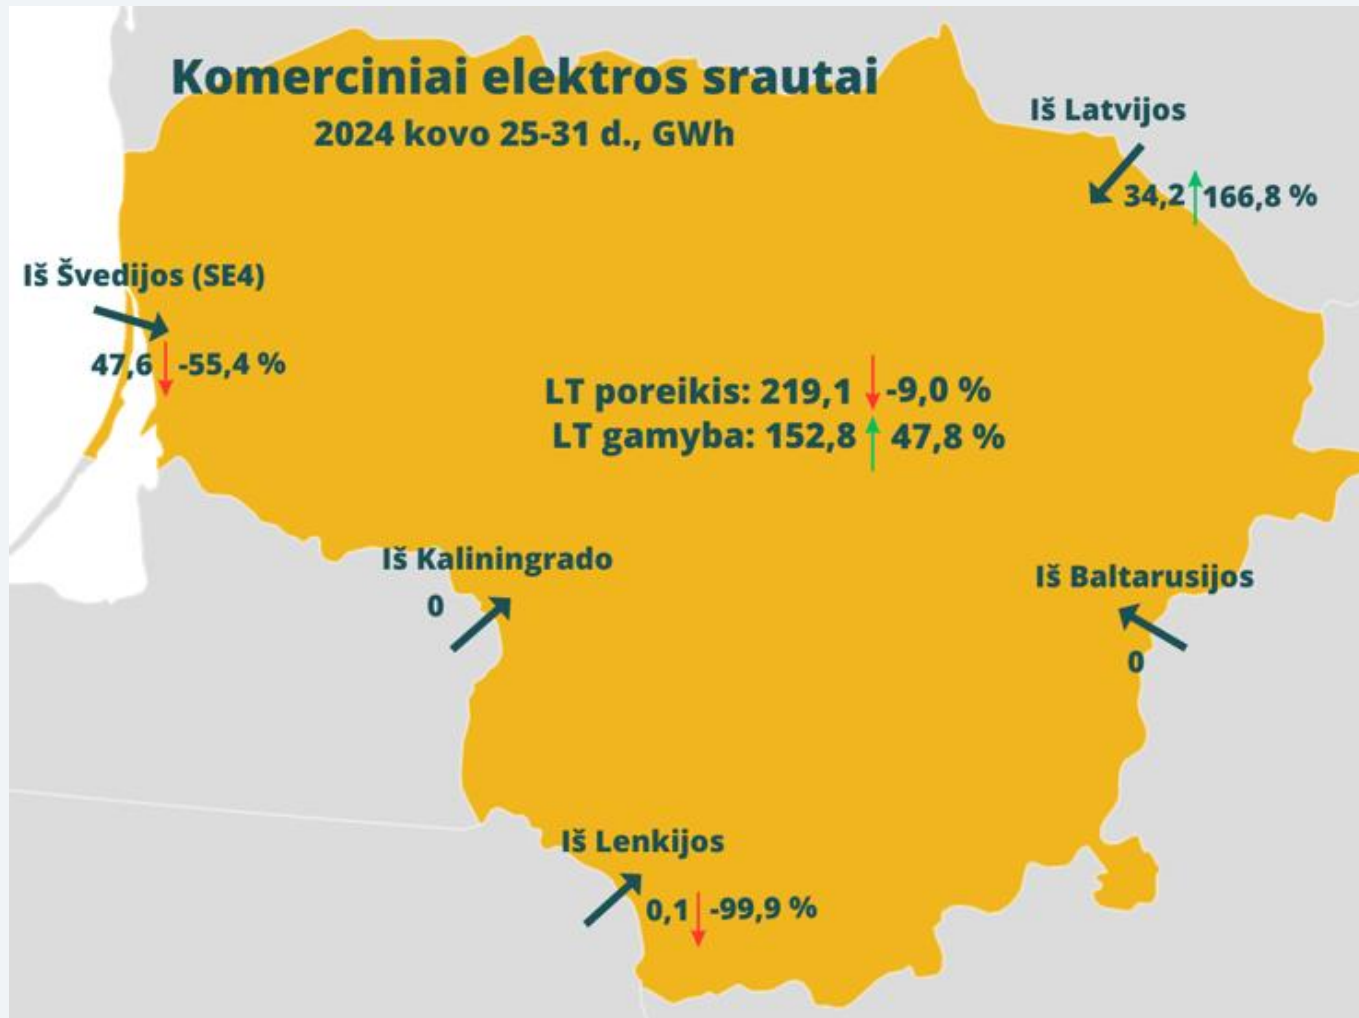 Komerciniai elektros srautai
2024 kovo 25-31 d., GWh
Iš Latvijos
34,2 166,8 %
Iš Švedijos (SE4)
47,6 -55,4 %
LT poreikis: 219,1 -9,0 %
LT gamyba: 152,8 47,8 %
Iš Kaliningrado
0
Iš Baltarusijos
0
Iš Lenkijos
0,1 -99,9 %